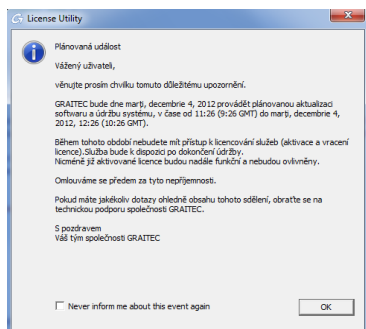 License Utility
Plánovaná událost
Vážený uživateli,
věnujte prosím chvilku tomuto důležitému upozornění.
GRAITEC bude dne marți, decembrie 4, 2012 provádět plánovanou aktualizaci
softwaru a údržbu systému, v čase od 11:26 (9:26 GMT) do marți, decembrie 4,
2012, 12:26 (10:26 GMT).
Během tohoto období nebudete mít přístup k licencování služeb (aktivace a vracení
licence).Služba bude k dispozici po dokončení údržby.
Nicméně již aktivované licence budou nadále funkční a nebudou ovlivněny.
Omlouváme se předem za tyto nepříjemnosti.
Pokud máte jakékoliv dotazy ohledně obsahu tohoto sdělení, obraťte se na
technickou podporu společnosti GRAITEC.
S pozdravem
Váš tým společnosti GRAITEC
Never inform me about this event again
OK